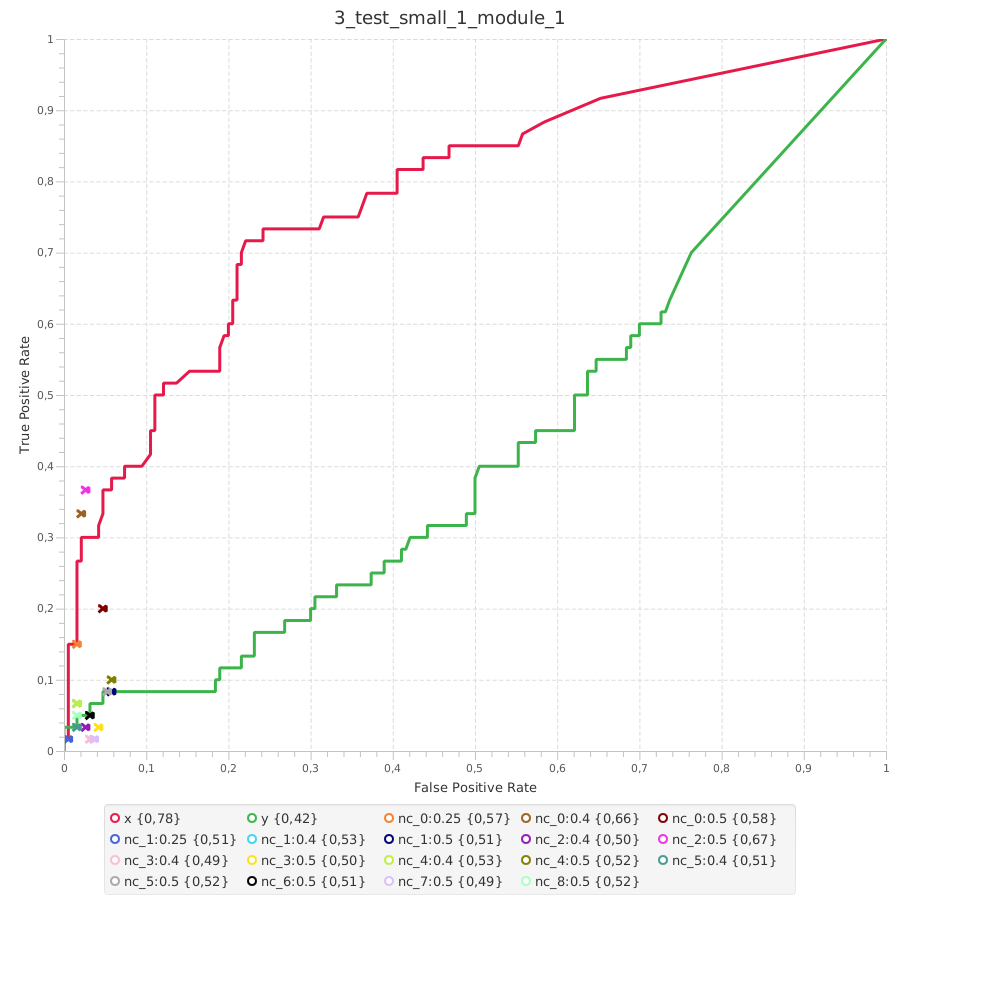 3_test_small_1_module_1
1
0,9
0,8
0,7
0,6
0,5
0,4
0,3
0,2
0,1
0
True Positive Rate
0 0,1 0,2 0,3 0,4 0,5 0,6 0,7 0,8 0,9 1
False Positive Rate
x {0,78} y {0,42} nc_0:0.25 {0,57} nc_0:0.4 {0,66} nc_0:0.5 {0,58}
nc_1:0.25 {0,51} nc_1:0.4 {0,53} nc_1:0.5 {0,51} nc_2:0.4 {0,50} nc_2:0.5 {0,67}
nc_3:0.4 {0,49} nc_3:0.5 {0,50} nc_4:0.4 {0,53} nc_4:0.5 {0,52} nc_5:0.4 {0,51}
nc_5:0.5 {0,52} nc_6:0.5 {0,51} nc_7:0.5 {0,49} nc_8:0.5 {0,52}